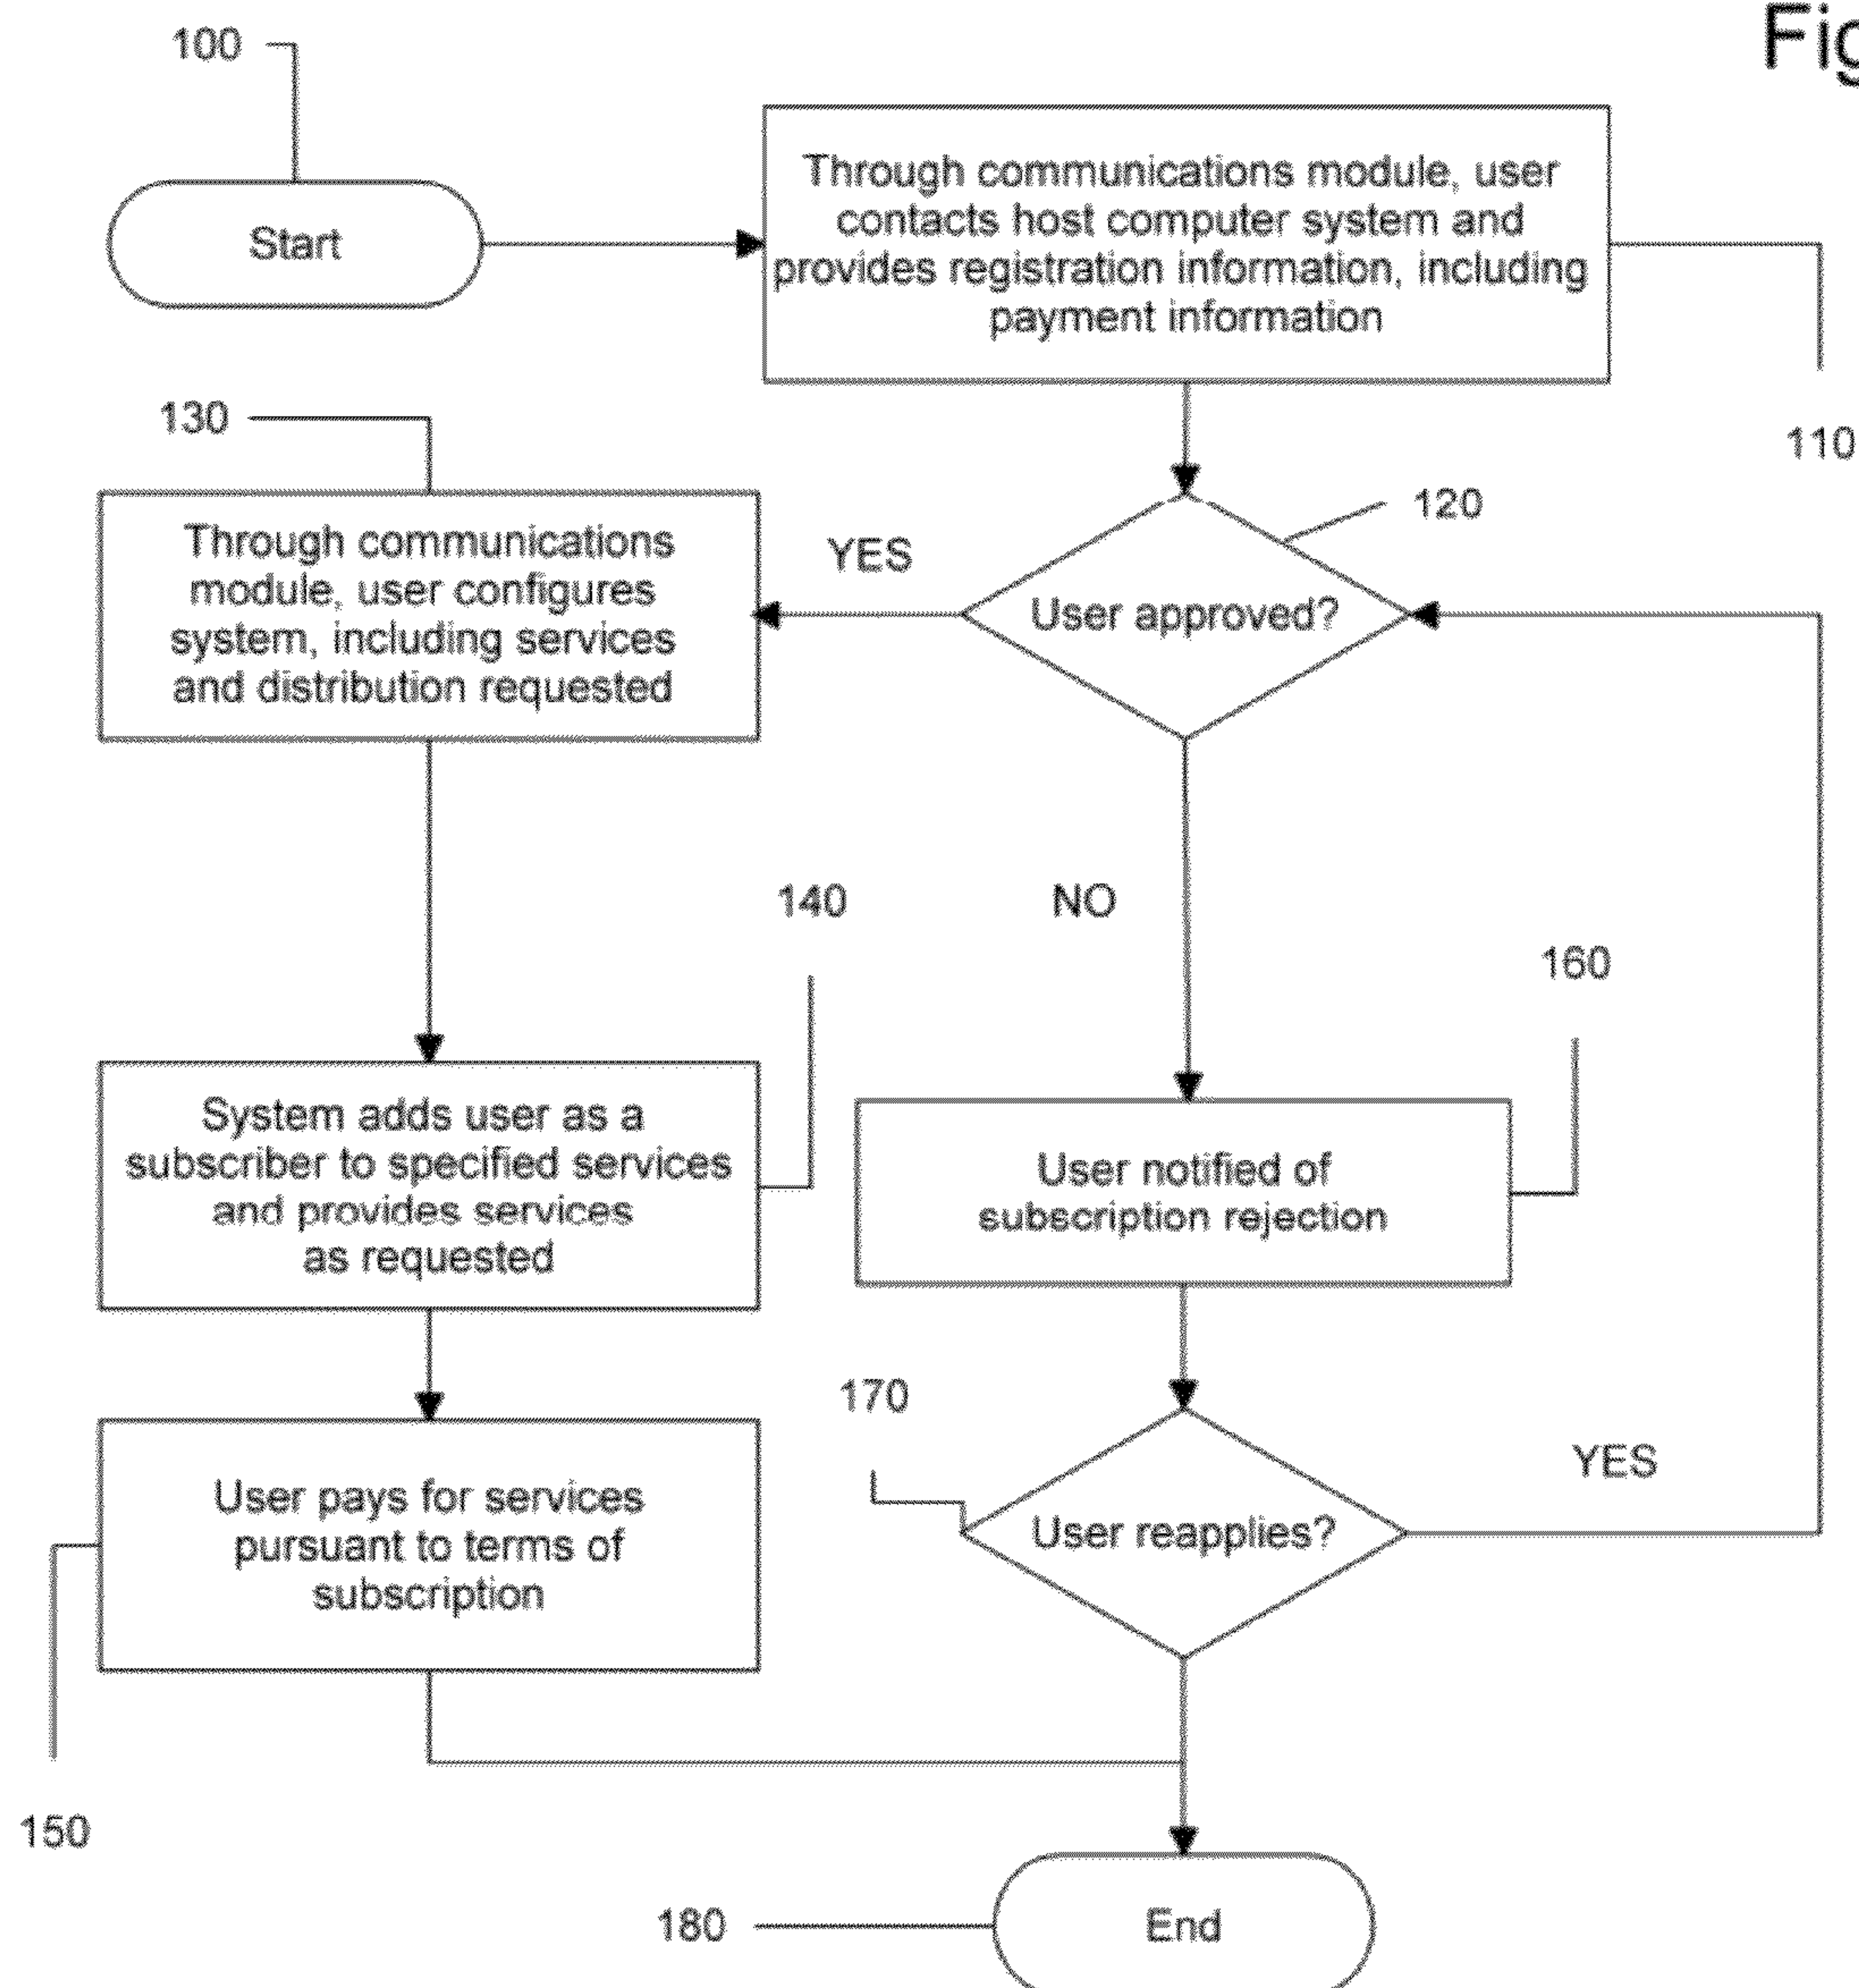 Fig
100
Start
Through communications module, user
contacts host computer system and
provides registration information, including
payment information
110
130
Through communications
module, user configures
system, including services
and distribution requested
YES
User approved?
120
140
NO
160
System adds user as a
subscriber to specified services
and provides services
as requested
User notified of
subscription rejection
170
User pays for services
pursuant to terms of
subscription
User reapplies?
YES
150
180
End